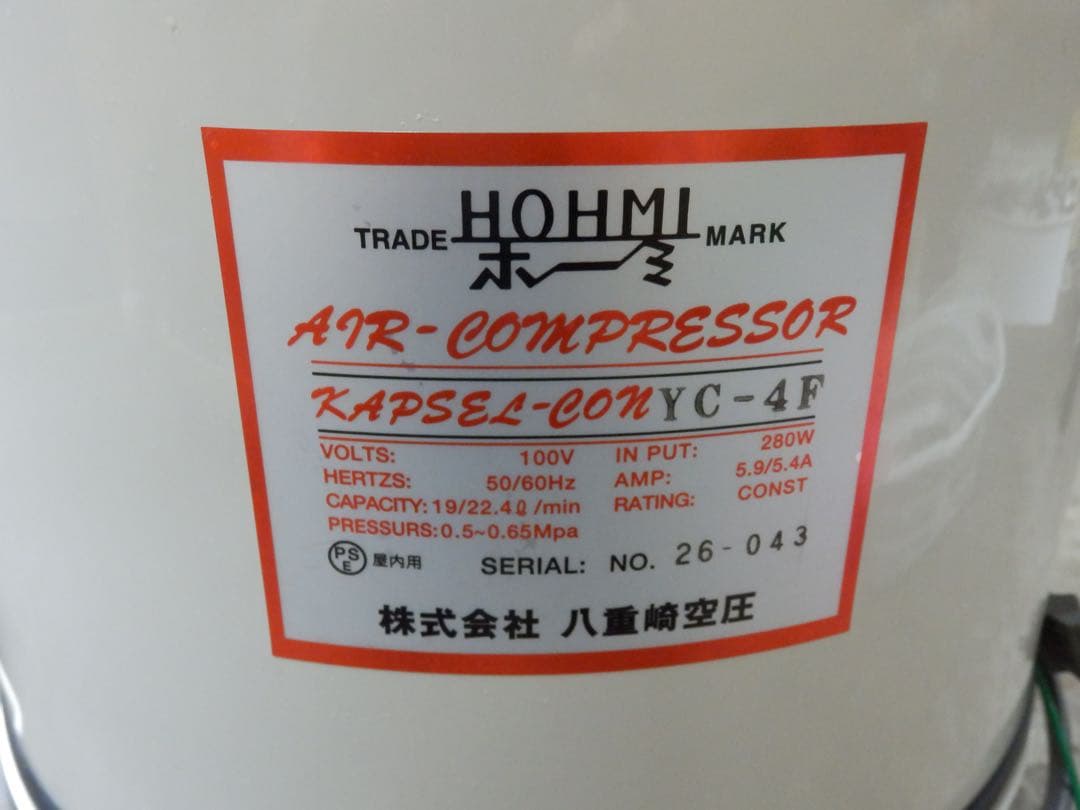 TRADE HOHMI MARK
ホーミ
AIR-COMPRESSOR
KAPSEL-CON YC-4F
VOLTS: 100V IN PUT: 280W
HERTZS: 50/60Hz AMP: 5.9/5.4A
CAPACITY: 19/22.4ℓ/min RATING: CONST
PRESSURS: 0.5~0.65Mpa
PSE 屋内用 SERIAL: NO. 26-043
株式会社 八重崎空圧